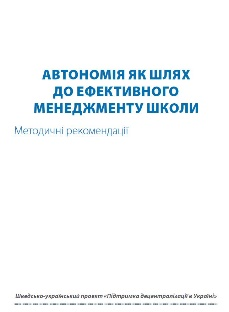 АВТОНОМІЯ ЯК ШЛЯХ
ДО ЕФЕКТИВНОГО
МЕНЕДЖМЕНТУ ШКОЛИ
Методичні рекомендації
Шведсько-український проект «Підтримка децентралізації в Україні»